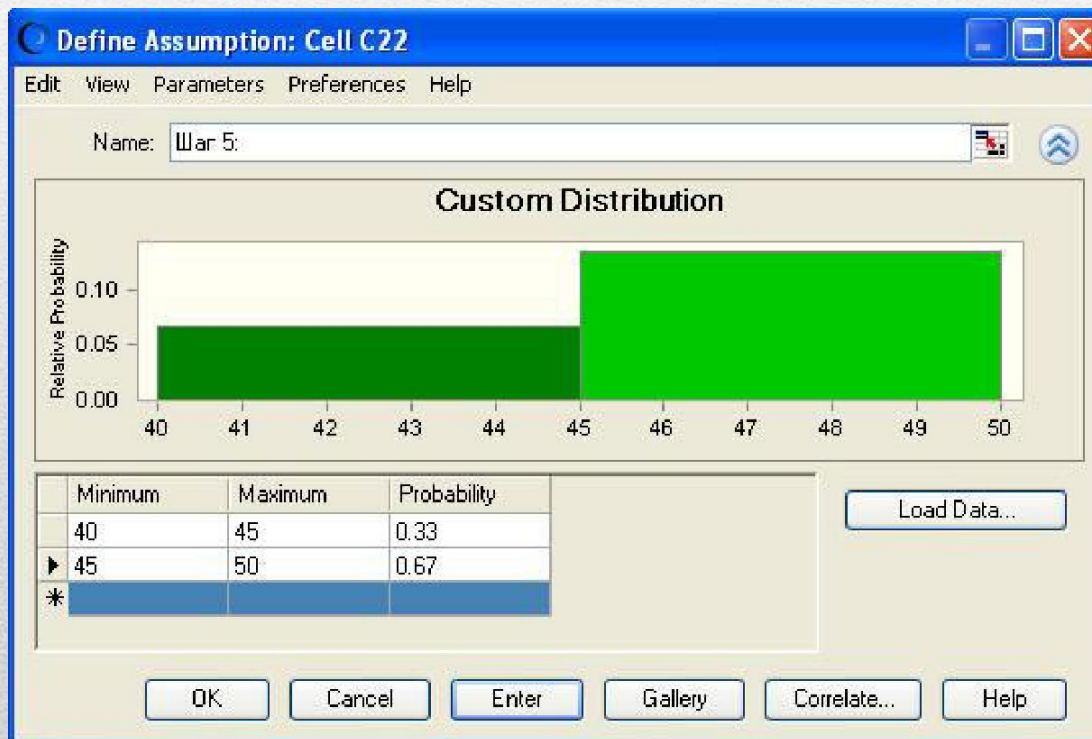 Define Assumption: Cell C22
Edit View Parameters Preferences Help
Name: Шаг 5:
Custom Distribution
Relative Probability
0.10
0.05
0.00
40 41 42 43 44 45 46 47 48 49 50
Minimum Maximum Probability
40 45 0.33
45 50 0.67
Load Data...
OK Cancel Enter Gallery Correlate... Help